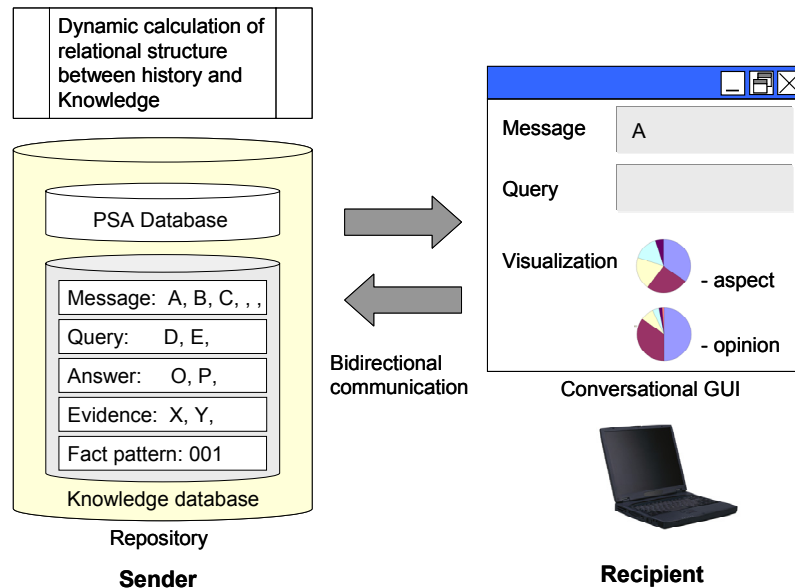 Dynamic calculation of
relational structure
between history and
Knowledge
PSA Database
Message: A, B, C, , ,
Query: D, E,
Answer: O, P,
Evidence: X, Y,
Fact pattern: 001
Knowledge database
Repository
Sender
Bidirectional
communication
Message A
Query
Visualization
- aspect
- opinion
Conversational GUI
Recipient